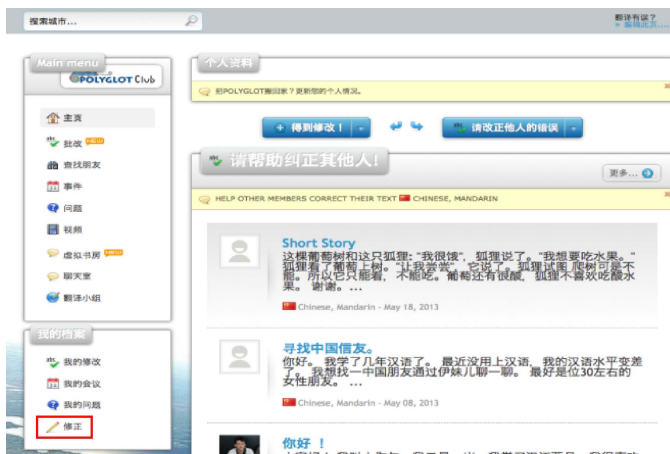 搜索城市...
翻译有误?
Main menu
POLYGLOT Club
主页
批改 NEW
查找朋友
事件
问题
视频
虚拟书房 NEW
聊天室
翻译小组
我的档案
我的修改
我的会议
我的问题
修正
个人资料
把POLYGLOT搬回家?更新您的个人情况。
得到修改!
请改正他人的错误
请帮助纠正其他人!
更多...
HELP OTHER MEMBERS CORRECT THEIR TEXT CHINESE, MANDARIN
Short Story
这棵葡萄树和这只狐狸: "我很饿", 狐狸说了。"我想要吃水果。"
狐狸看了葡萄上树。"让我尝尝", 它说了。狐狸试图 爬树可是不
能。所以它只能看, 不能吃。葡萄还有很酸, 狐狸不喜欢吃酸水
果。 谢谢。...
Chinese, Mandarin - May 18, 2013
寻找中国信友。
你好。 我学了几年汉语了。 最近没用上汉语, 我的汉语水平变差
了。我想找一中国朋友通过伊妹儿聊一聊。 最好是位30左右的
女性朋友。 ...
Chinese, Mandarin - May 08, 2013
你好 !